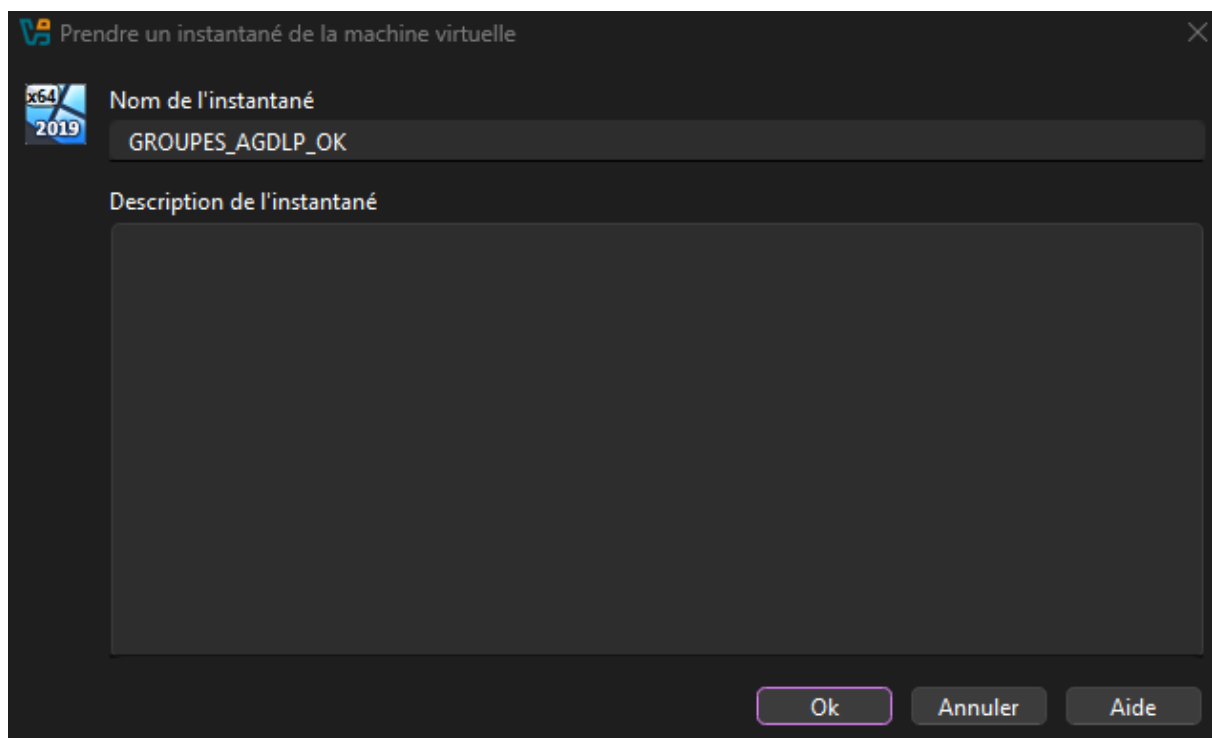 Prendre un instantané de la machine virtuelle
x64
2019
Nom de l'instantané
GROUPES_AGDLP_OK
Description de l'instantané
Ok Annuler Aide